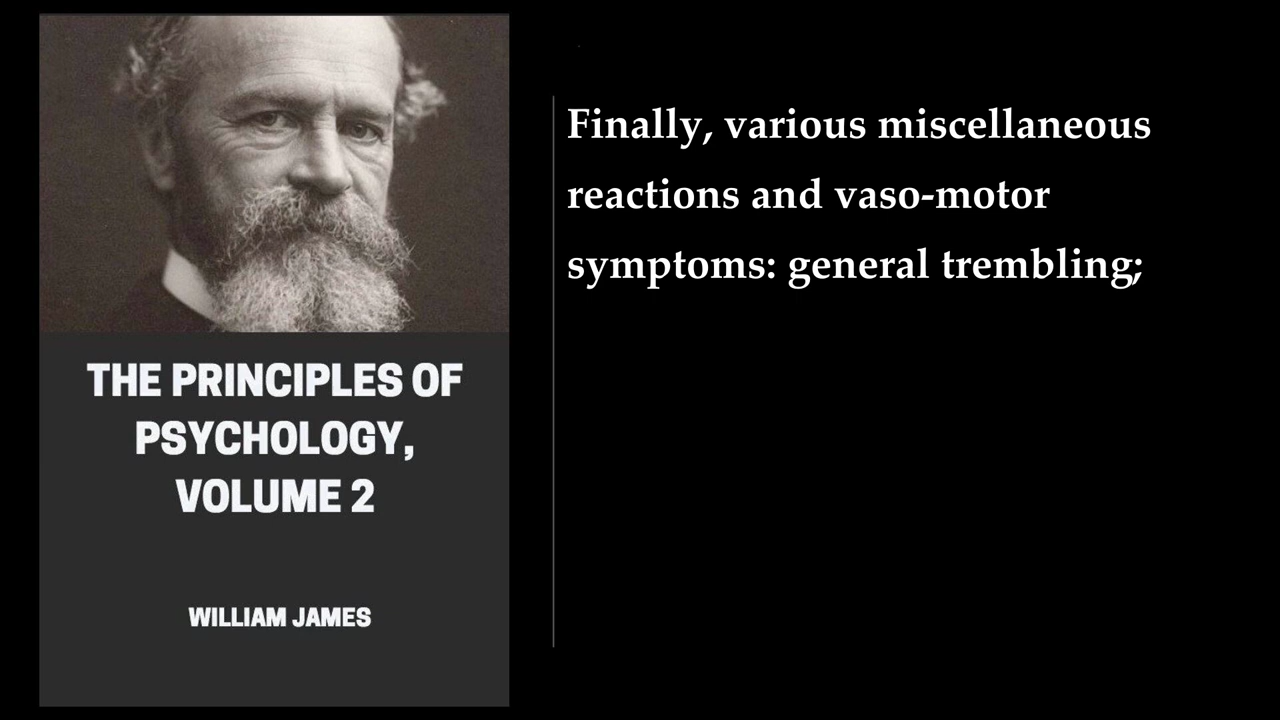 THE PRINCIPLES OF
PSYCHOLOGY,
VOLUME 2
WILLIAM JAMES
Finally, various miscellaneous
reactions and vaso-motor
symptoms: general trembling;